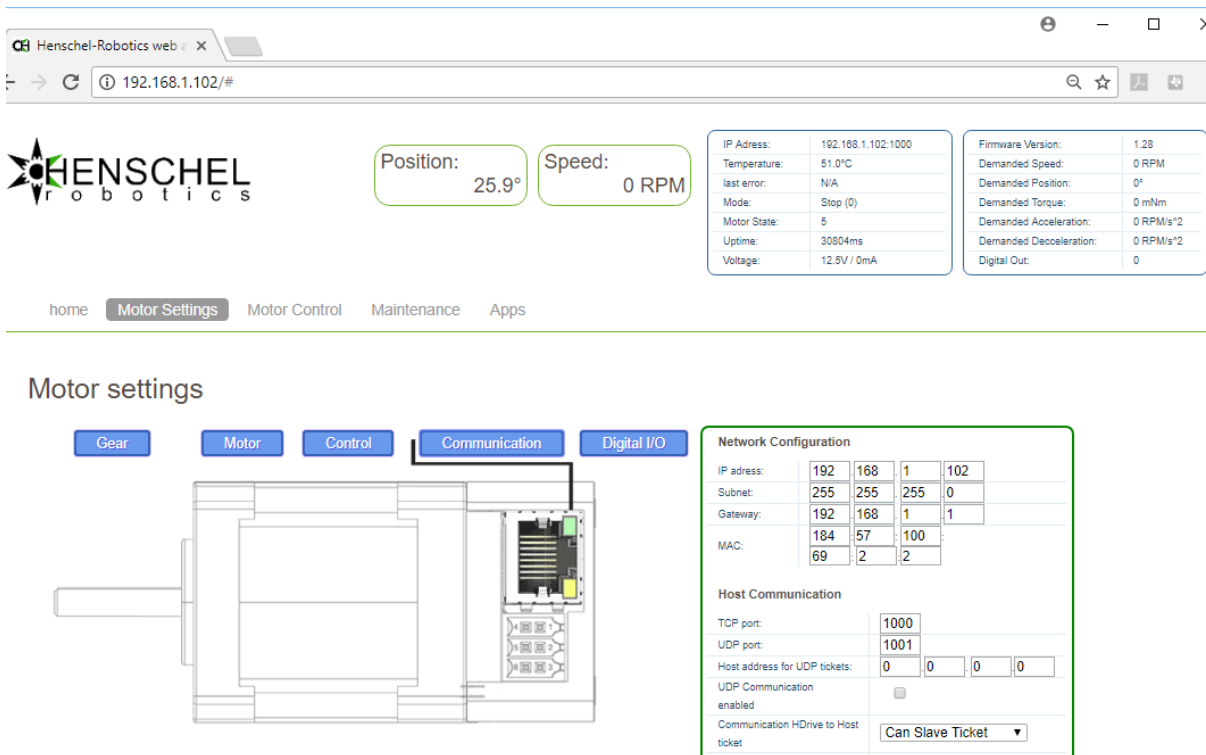 Henschel-Robotics web a
192.168.1.102/#
HENSCHEL
robotics
Position:
25.9°
Speed:
0 RPM
IP Adress: 192.168.1.102:1000
Temperature: 51.0°C
last error: N/A
Mode: Stop (0)
Motor State: 5
Uptime: 30804ms
Voltage: 12.5V / 0mA
Firmware Version: 1.28
Demanded Speed: 0 RPM
Demanded Position: 0°
Demanded Torque: 0 mNm
Demanded Acceleration: 0 RPM/s^2
Demanded Decceleration: 0 RPM/s^2
Digital Out: 0
home Motor Settings Motor Control Maintenance Apps
Motor settings
Gear Motor Control Communication Digital I/O
4 1
5 2
6 3
Network Configuration
IP adress: 192 . 168 . 1 . 102
Subnet: 255 . 255 . 255 . 0
Gateway: 192 . 168 . 1 . 1
MAC: 184 : 57 : 100 :
69 : 2 : 2
Host Communication
TCP port: 1000
UDP port: 1001
Host address for UDP tickets: 0 . 0 . 0 . 0
UDP Communication
enabled
Communication HDrive to Host
ticket
Can Slave Ticket